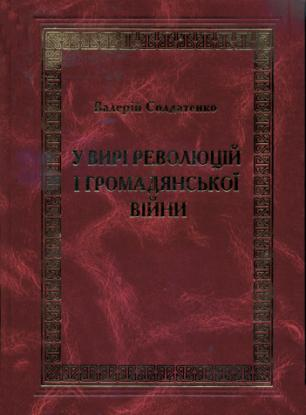 Валерій Солдатенко
У ВИРІ РЕВОЛЮЦІЙ
І ГРОМАДЯНСЬКОЇ
ВІЙНИ